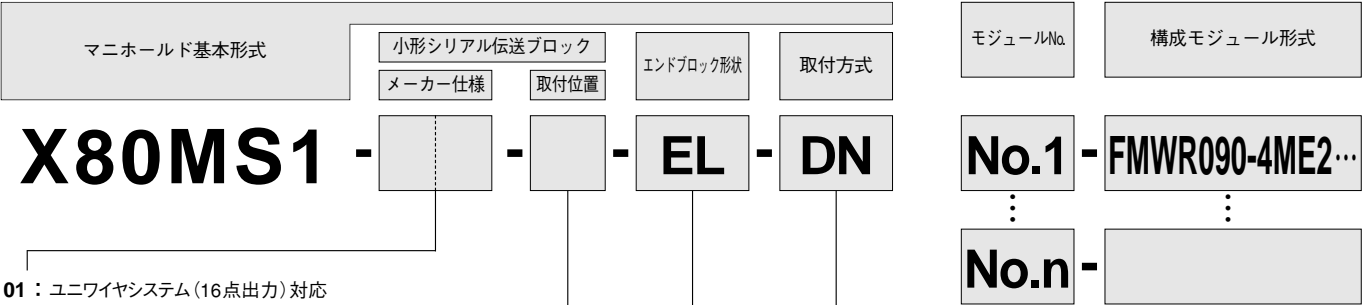 マニホールド基本形式
小形シリアル伝送ブロック
メーカー仕様
取付位置
エンドブロック形状
取付方式
モジュール№
構成モジュール形式
X80MS1 - - - EL - DN
No.1 - FMWR090-4ME2…
⋮ ⋮
No.n -
01 : ユニワイヤシステム(16点出力)対応